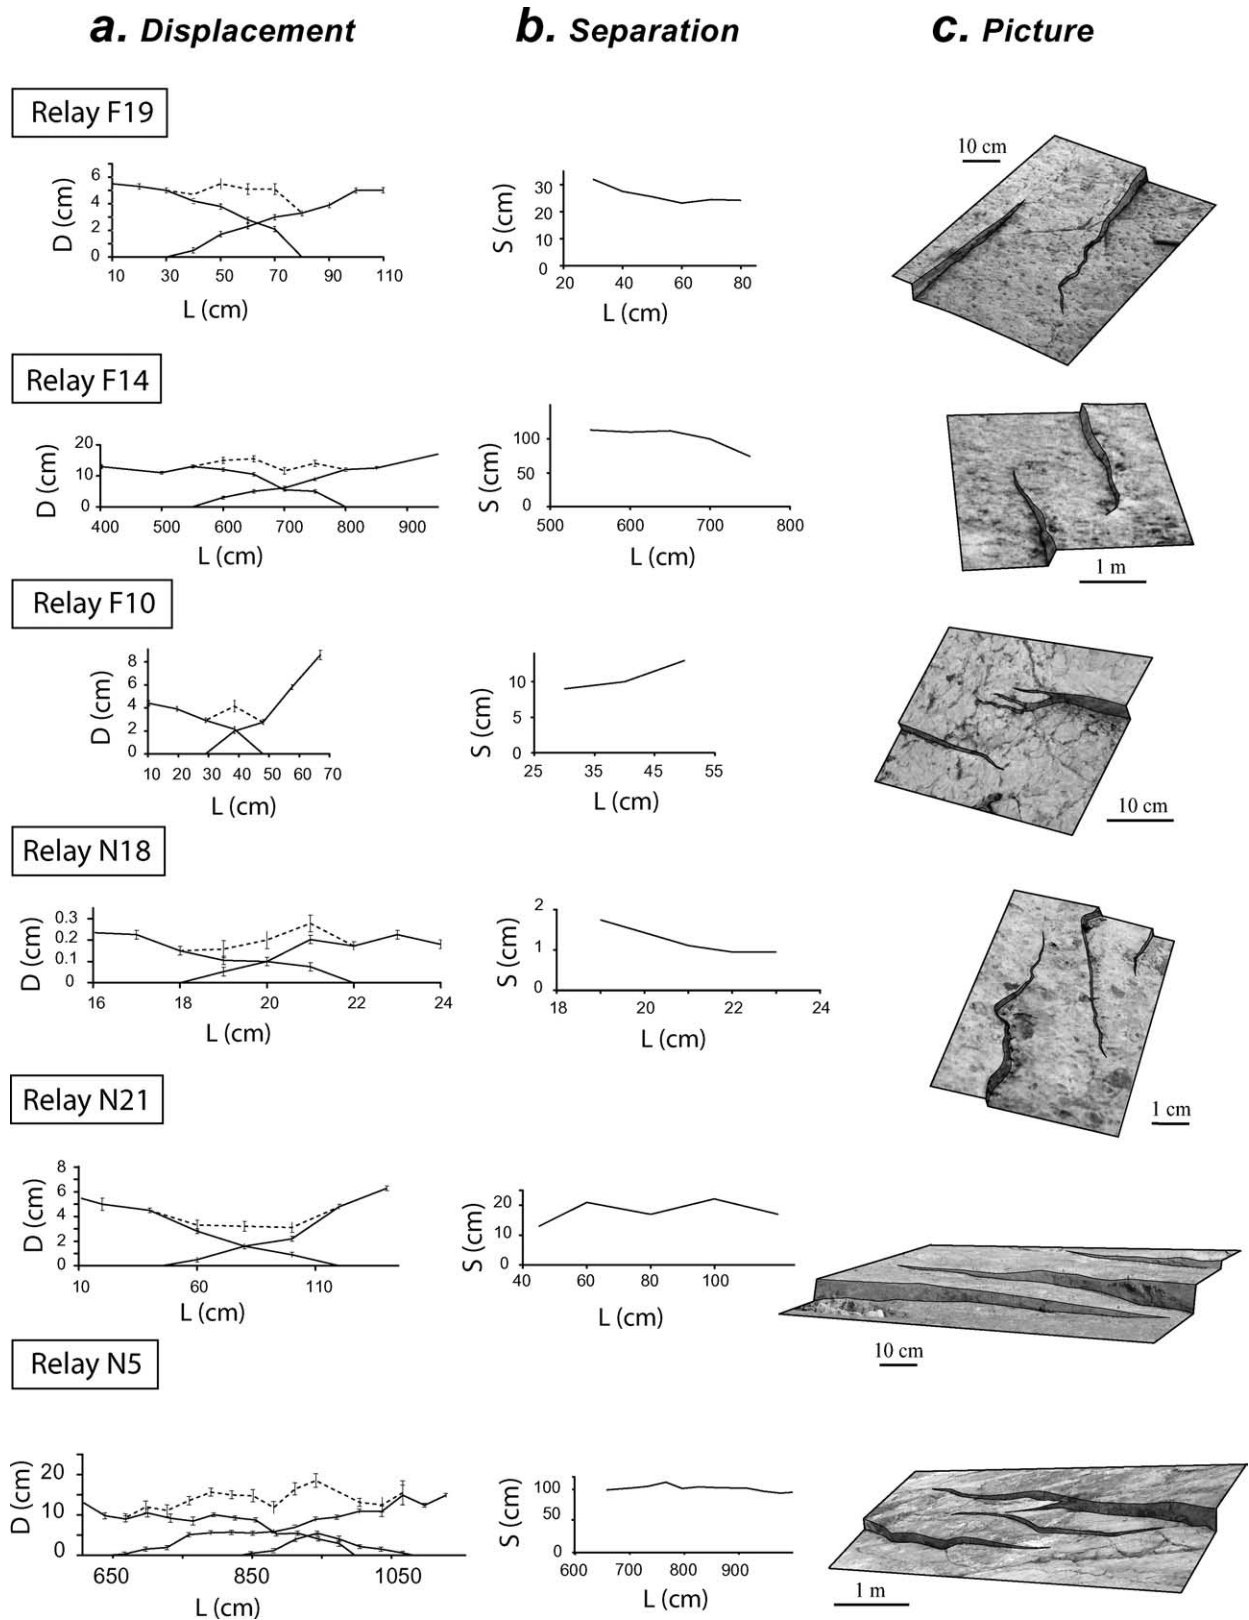 a. Displacement
b. Separation
c. Picture
Relay F19
D (cm)
6
4
2
0
10 30 50 70 90 110
L (cm)
S (cm)
30
20
10
0
20 40 60 80
L (cm)
10 cm
Relay F14
D (cm)
20
10
0
400 500 600 700 800 900
L (cm)
S (cm)
100
50
0
500 600 700 800
L (cm)
1 m
Relay F10
D (cm)
8
6
4
2
0
10 20 30 40 50 60 70
L (cm)
S (cm)
10
5
0
25 35 45 55
L (cm)
10 cm
Relay N18
D (cm)
0.3
0.2
0.1
0
16 18 20 22 24
L (cm)
S (cm)
2
1
0
18 20 22 24
L (cm)
1 cm
Relay N21
D (cm)
8
6
4
2
0
10 60 110
L (cm)
S (cm)
20
10
0
40 60 80 100
L (cm)
10 cm
Relay N5
D (cm)
20
10
0
650 850 1050
L (cm)
S (cm)
100
50
0
600 700 800 900
L (cm)
1 m